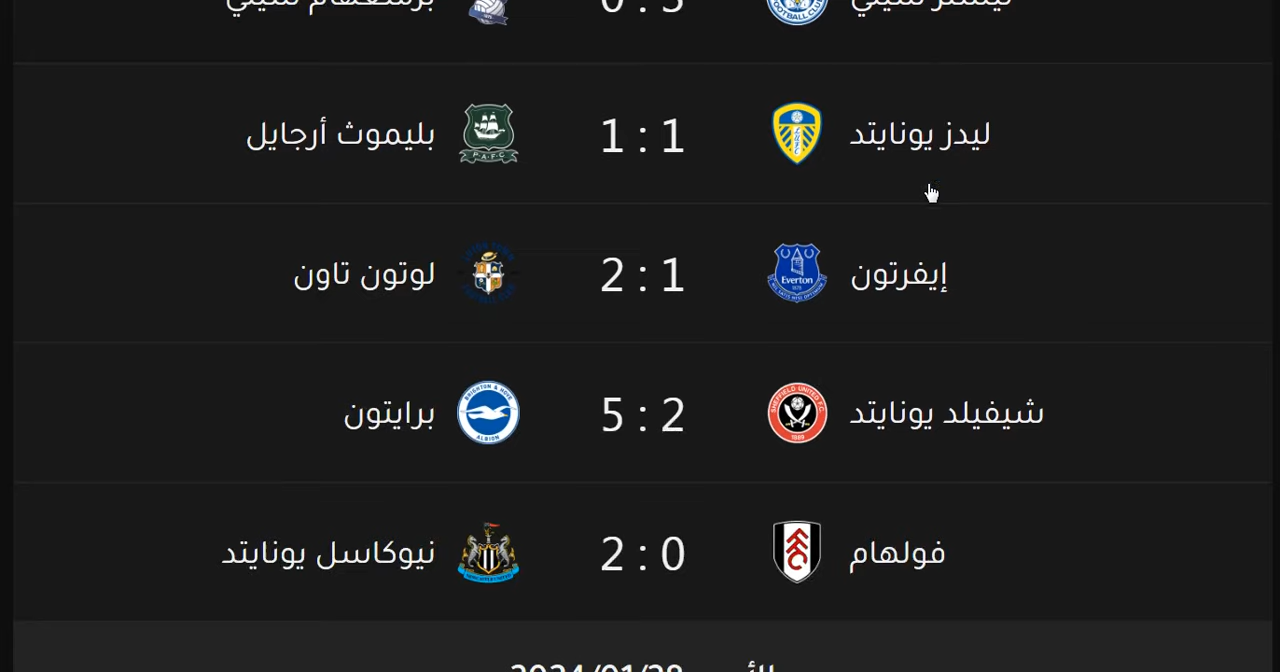 ليدز يونايتد 1 : 1 بليموث أرجايل
إيفرتون 1 : 2 لوتون تاون
شيفيلد يونايتد 2 : 5 برايتون
فولهام 0 : 2 نيوكاسل يونايتد